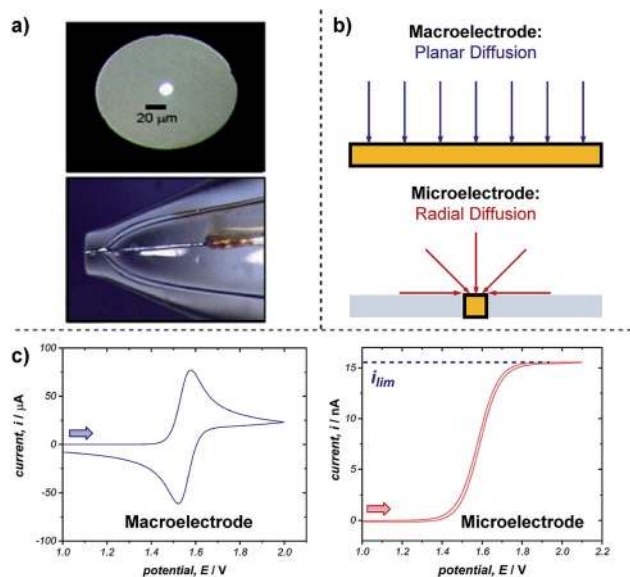 a)
20 μm
b)
Macroelectrode:
Planar Diffusion
Microelectrode:
Radial Diffusion
c)
current, i / μA
100
50
0
-50
-100
1.0
1.2
1.4
1.6
1.8
2.0
potential, E / V
Macroelectrode
current, i / nA
15
10
5
0
1.0
1.2
1.4
1.6
1.8
2.0
2.2
potential, E / V
i_lim
Microelectrode